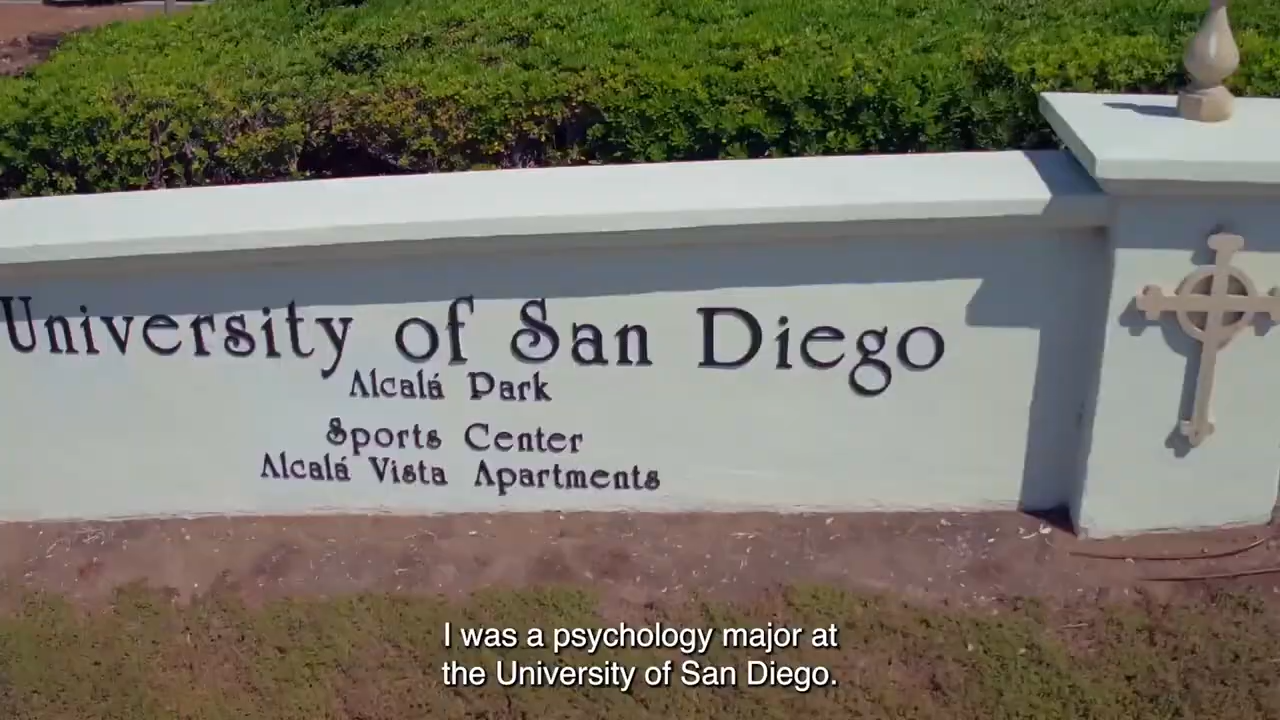 University of San Diego
Alcalá Park
Sports Center
Alcalá Vista Apartments
I was a psychology major at
the University of San Diego.